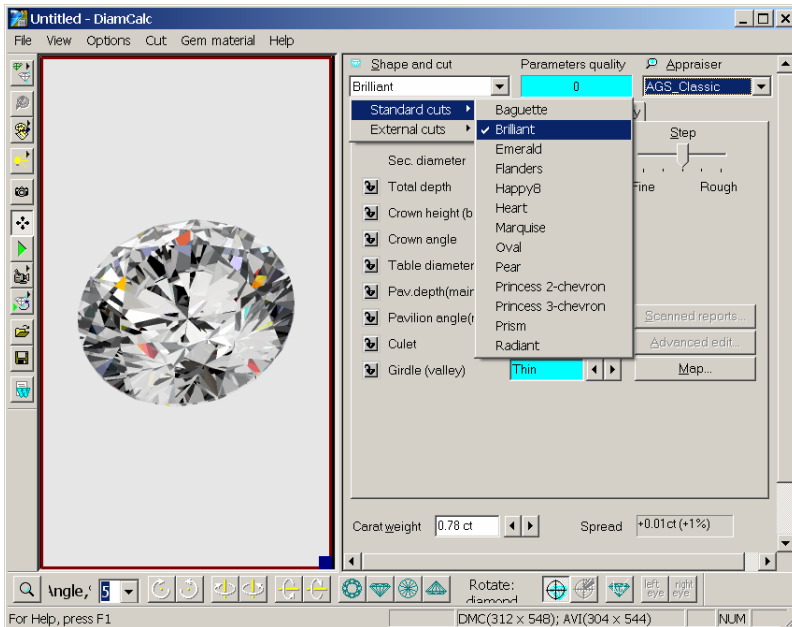 Untitled - DiamCalc
File View Options Cut Gem material Help
Shape and cut Parameters quality Appraiser
Brilliant 0 AGS_Classic
Standard cuts
External cuts
Baguette
Brilliant
Emerald
Flanders
Happy8
Heart
Marquise
Oval
Pear
Princess 2-chevron
Princess 3-chevron
Prism
Radiant
Step
Fine Rough
Sec. diameter
Total depth
Crown height (b
Crown angle
Table diameter
Pav.depth(main
Pavilion angle(
Culet
Girdle (valley) Thin
Scanned reports...
Advanced edit...
Map...
Carat weight 0.78 ct Spread +0.01ct (+1%)
Angle, 5 Rotate:
diamond
left eye right eye
For Help, press F1 DMC(312 x 548); AVI(304 x 544) NUM